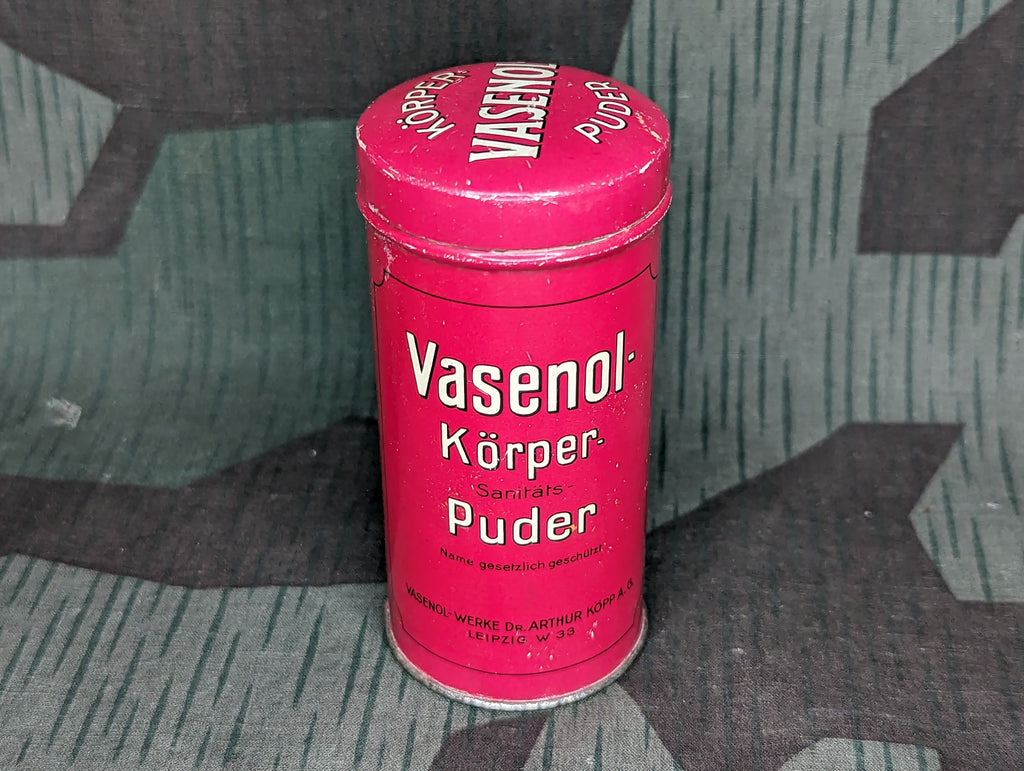 KÖRPER-
VASENOL
PUDER
Vasenol-
Körper-
Sanitäts-
Puder
Name gesetzlich geschützt
VASENOL-WERKE DR. ARTHUR KÖPP A. G.
LEIPZIG W 33